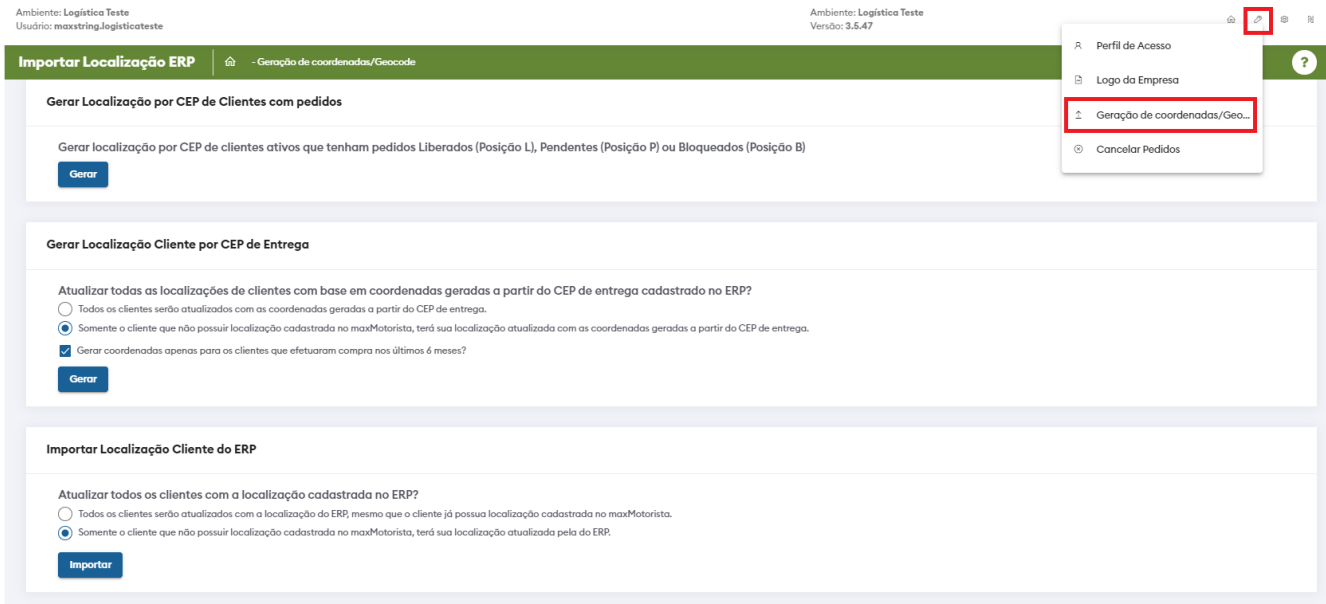 Ambiente: Logística Teste
Usuário: maxstring.logisticateste
Ambiente: Logística Teste
Versão: 3.5.47
Importar Localização ERP
- Geração de coordenadas/Geocode
?
Perfil de Acesso
Logo da Empresa
Geração de coordenadas/Geo...
Cancelar Pedidos
Gerar Localização por CEP de Clientes com pedidos
Gerar localização por CEP de clientes ativos que tenham pedidos Liberados (Posição L), Pendentes (Posição P) ou Bloqueados (Posição B)
Gerar
Gerar Localização Cliente por CEP de Entrega
Atualizar todas as localizações de clientes com base em coordenadas geradas a partir do CEP de entrega cadastrado no ERP?
Todos os clientes serão atualizados com as coordenadas geradas a partir do CEP de entrega.
Somente o cliente que não possuir localização cadastrada no maxMotorista, terá sua localização atualizada com as coordenadas geradas a partir do CEP de entrega.
Gerar coordenadas apenas para os clientes que efetuaram compra nos últimos 6 meses?
Gerar
Importar Localização Cliente do ERP
Atualizar todos os clientes com a localização cadastrada no ERP?
Todos os clientes serão atualizados com a localização do ERP, mesmo que o cliente já possua localização cadastrada no maxMotorista.
Somente o cliente que não possuir localização cadastrada no maxMotorista, terá sua localização atualizada pela do ERP.
Importar